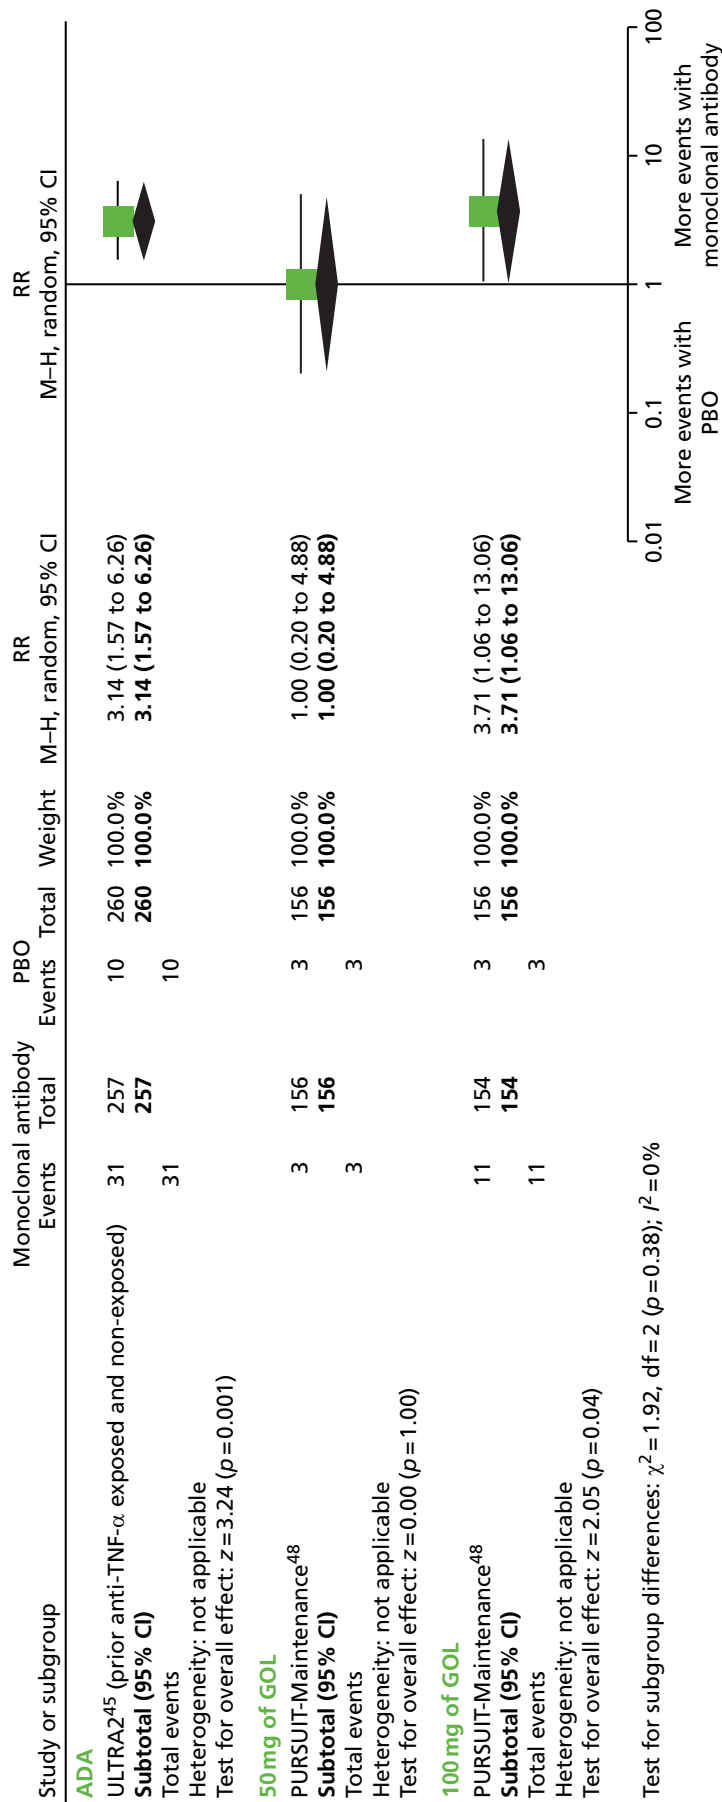 Monoclonal antibody PBO RR RR
Study or subgroup Events Total Events Total Weight M–H, random, 95% CI M–H, random, 95% CI
ADA
ULTRA2⁴⁵ (prior anti-TNF-α exposed and non-exposed) 31 257 10 260 100.0% 3.14 (1.57 to 6.26)
Subtotal (95% CI) 257 260 100.0% 3.14 (1.57 to 6.26)
Total events 31 10
Heterogeneity: not applicable
Test for overall effect: z=3.24 (p=0.001)
50mg of GOL
PURSUIT-Maintenance⁴⁸ 3 156 3 156 100.0% 1.00 (0.20 to 4.88)
Subtotal (95% CI) 156 156 100.0% 1.00 (0.20 to 4.88)
Total events 3 3
Heterogeneity: not applicable
Test for overall effect: z=0.00 (p=1.00)
100mg of GOL
PURSUIT-Maintenance⁴⁸ 11 154 3 156 100.0% 3.71 (1.06 to 13.06)
Subtotal (95% CI) 154 156 100.0% 3.71 (1.06 to 13.06)
Total events 11 3
Heterogeneity: not applicable
Test for overall effect: z=2.05 (p=0.04)
Test for subgroup differences: χ²=1.92, df=2 (p=0.38); I²=0%
0.01 0.1 1 10 100
More events with More events with
PBO monoclonal antibody